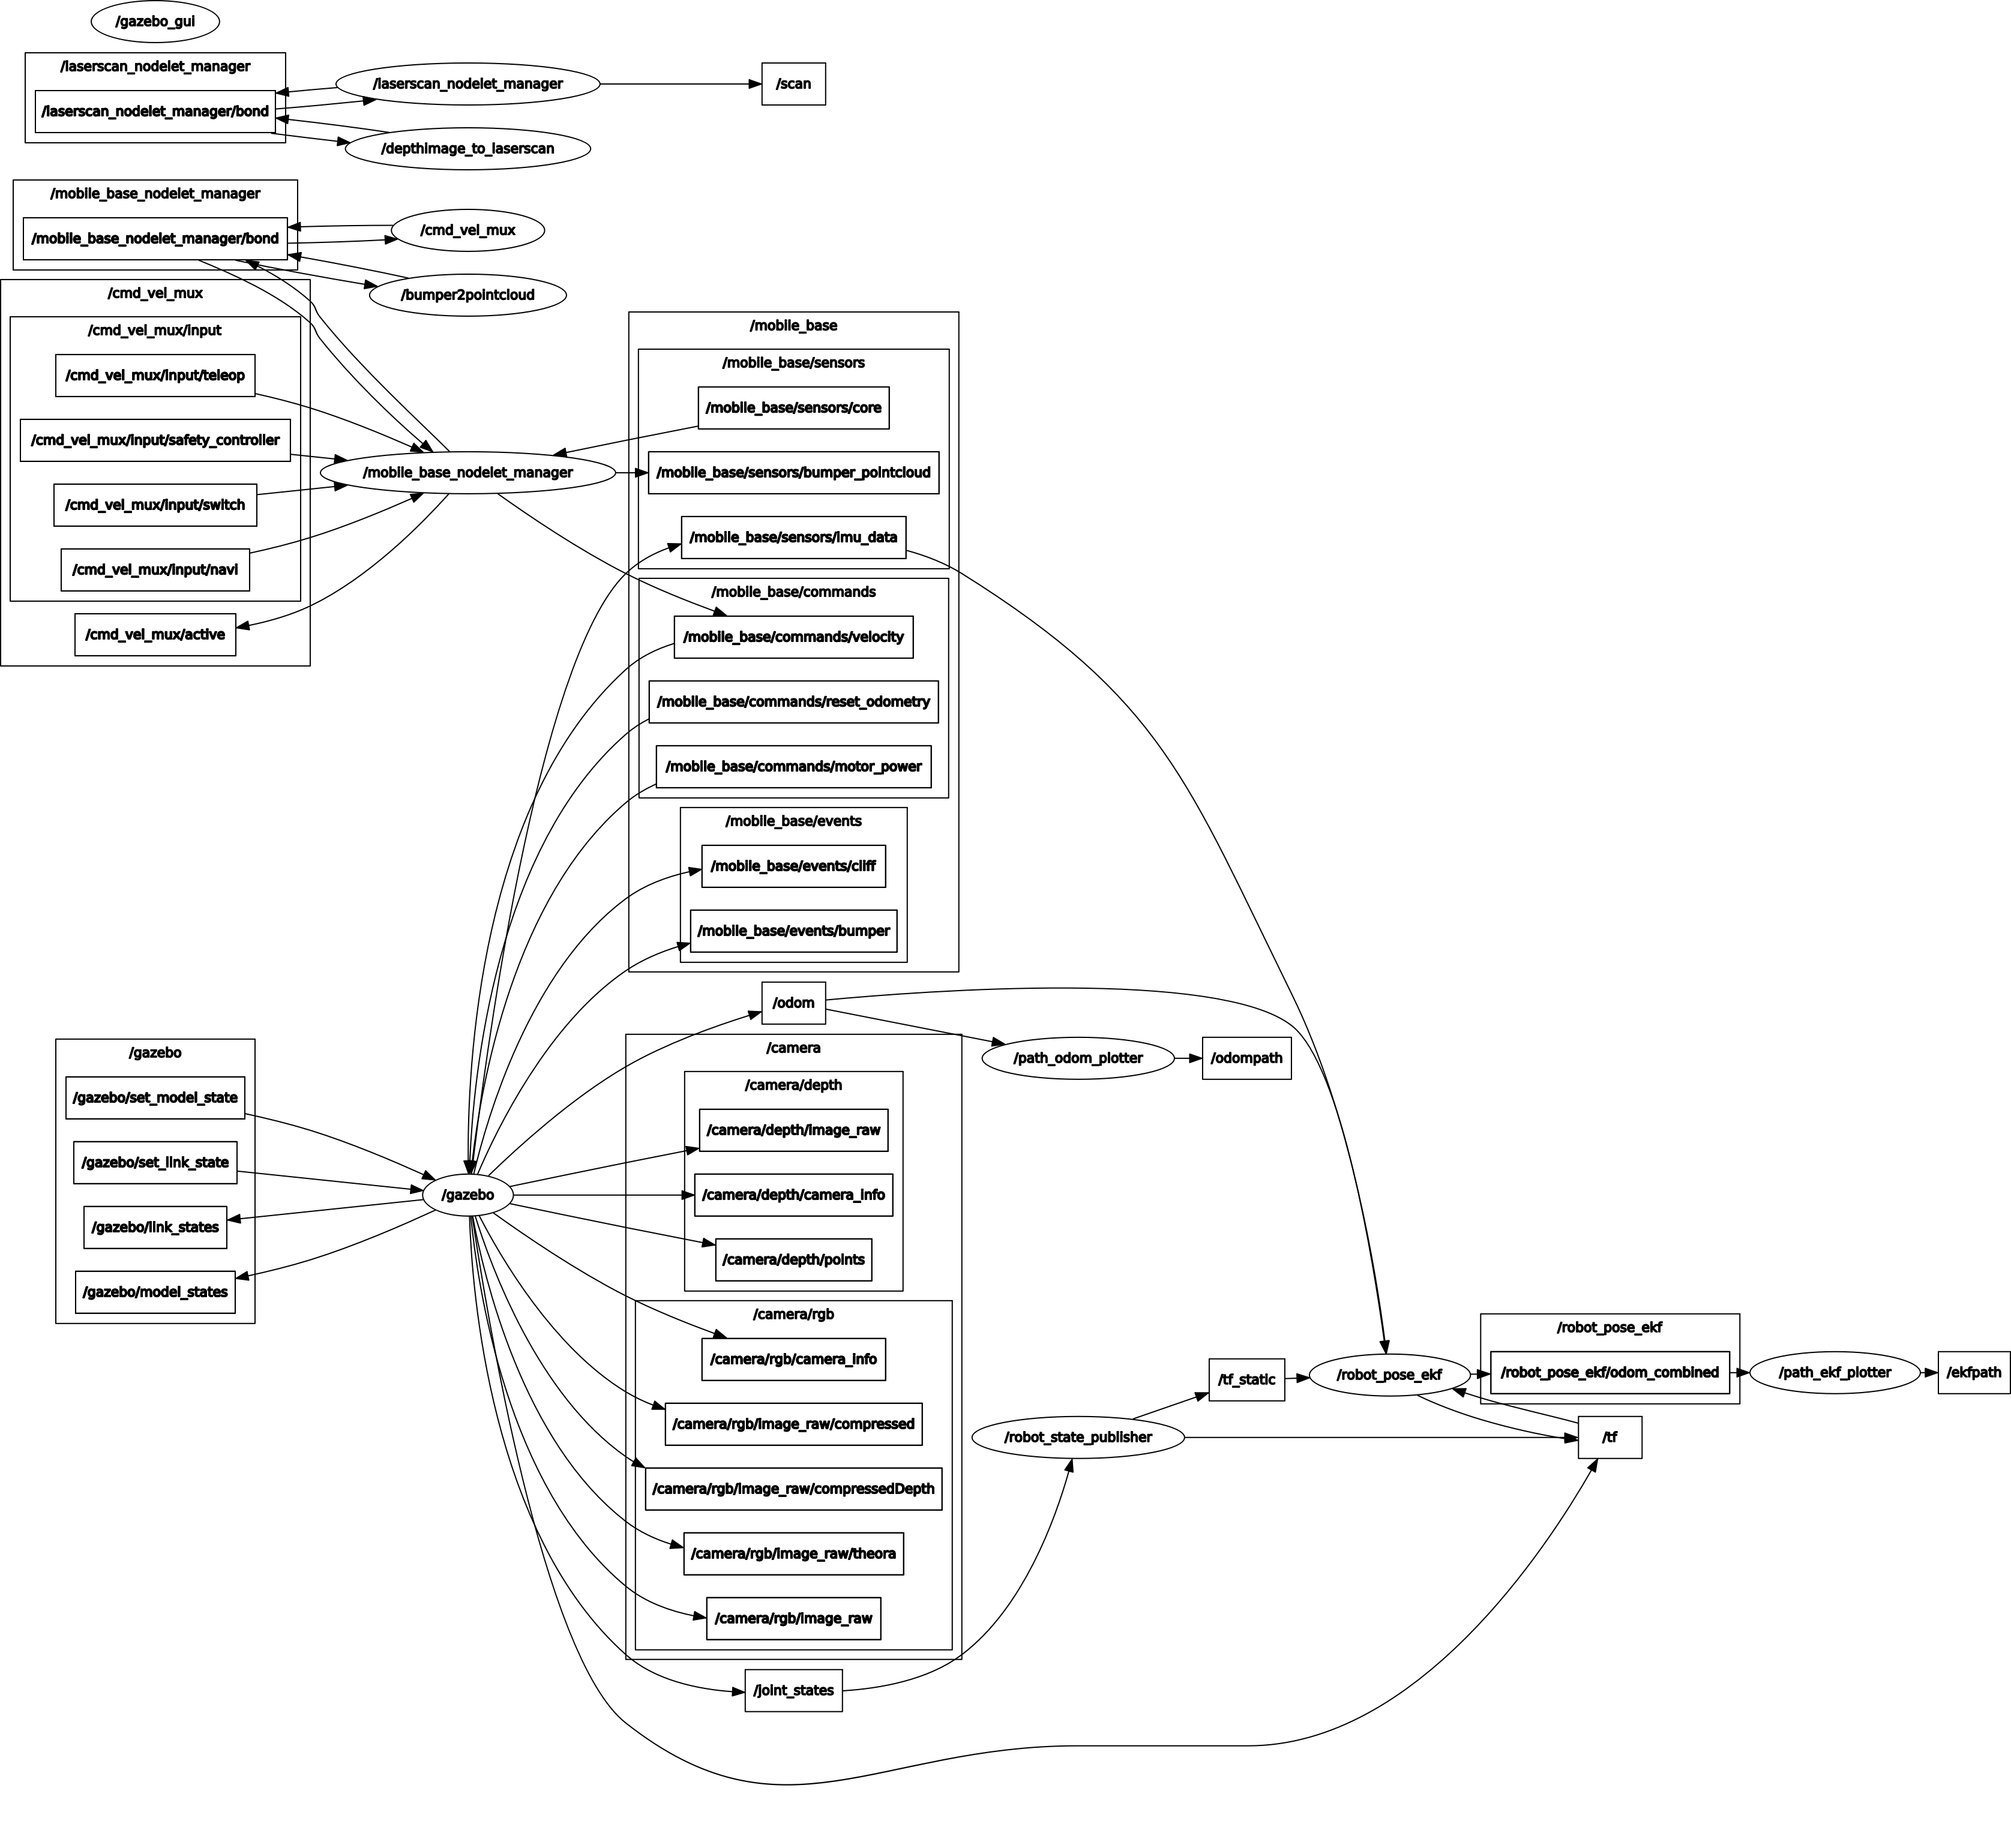 /gazebo_gui
/laserscan_nodelet_manager
/laserscan_nodelet_manager/bond
/laserscan_nodelet_manager
/scan
/depthimage_to_laserscan
/mobile_base_nodelet_manager
/mobile_base_nodelet_manager/bond
/cmd_vel_mux
/bumper2pointcloud
/cmd_vel_mux
/cmd_vel_mux/input
/cmd_vel_mux/input/teleop
/cmd_vel_mux/input/safety_controller
/cmd_vel_mux/input/switch
/cmd_vel_mux/input/navi
/cmd_vel_mux/active
/mobile_base_nodelet_manager
/mobile_base
/mobile_base/sensors
/mobile_base/sensors/core
/mobile_base/sensors/bumper_pointcloud
/mobile_base/sensors/imu_data
/mobile_base/commands
/mobile_base/commands/velocity
/mobile_base/commands/reset_odometry
/mobile_base/commands/motor_power
/mobile_base/events
/mobile_base/events/cliff
/mobile_base/events/bumper
/odom
/path_odom_plotter
/odompath
/gazebo
/gazebo/set_model_state
/gazebo/set_link_state
/gazebo/link_states
/gazebo/model_states
/gazebo
/camera
/camera/depth
/camera/depth/image_raw
/camera/depth/camera_info
/camera/depth/points
/camera/rgb
/camera/rgb/camera_info
/camera/rgb/image_raw/compressed
/camera/rgb/image_raw/compressedDepth
/camera/rgb/image_raw/theora
/camera/rgb/image_raw
/joint_states
/robot_state_publisher
/tf_static
/robot_pose_ekf
/robot_pose_ekf
/robot_pose_ekf/odom_combined
/tf
/path_ekf_plotter
/ekfpath